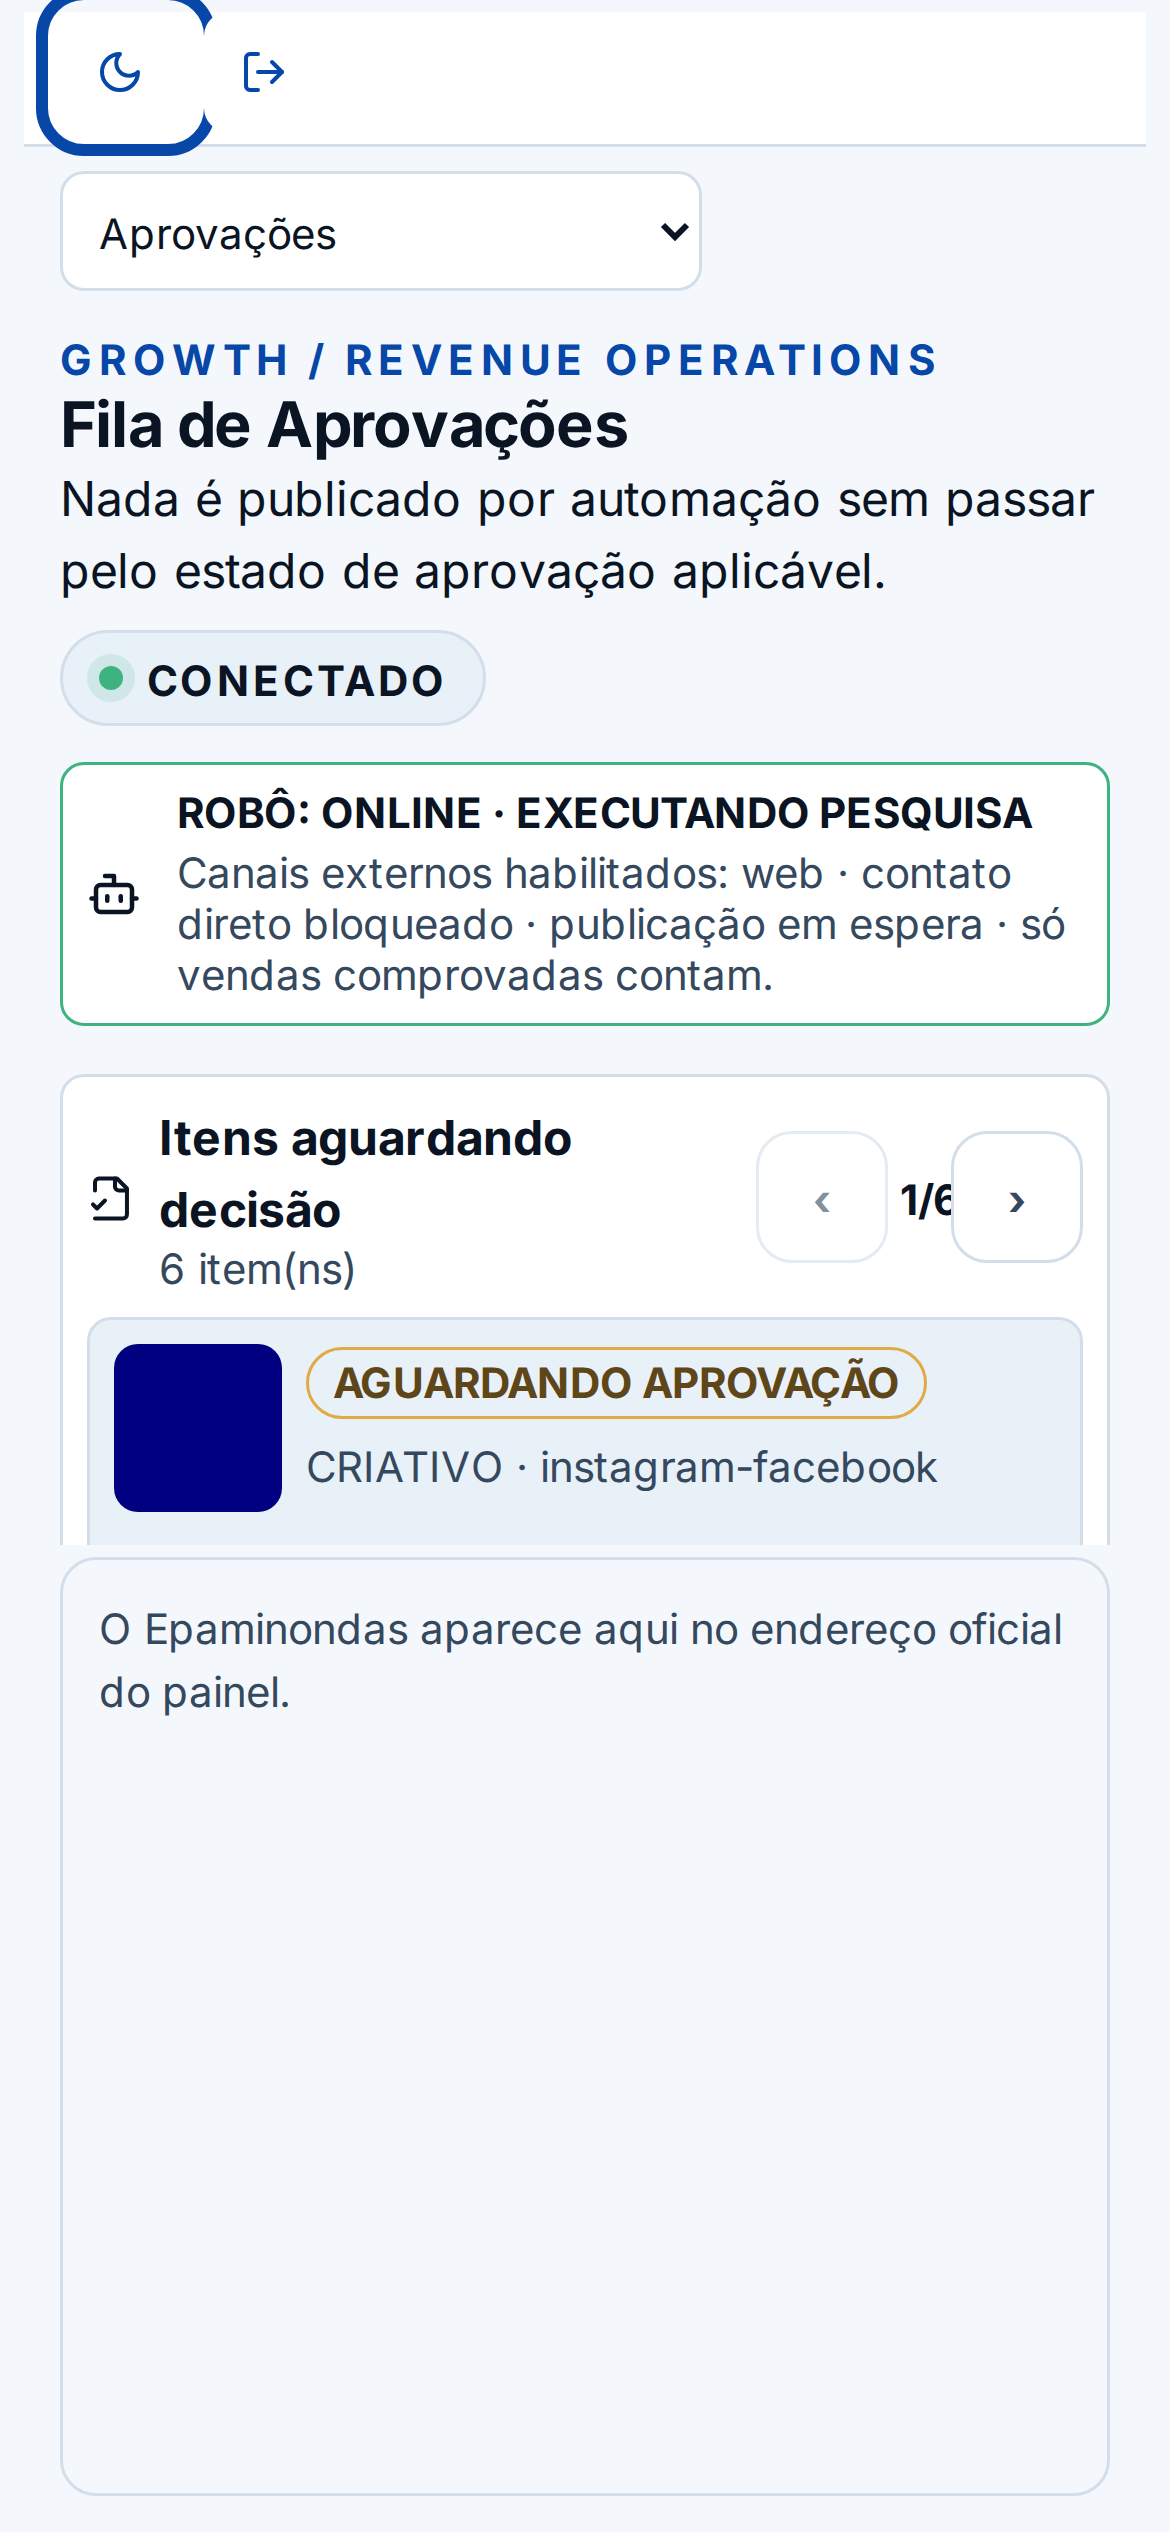 Aprovações
GROWTH / REVENUE OPERATIONS
Fila de Aprovações
Nada é publicado por automação sem passar
pelo estado de aprovação aplicável.
CONECTADO
ROBÔ: ONLINE · EXECUTANDO PESQUISA
Canais externos habilitados: web · contato
direto bloqueado · publicação em espera · só
vendas comprovadas contam.
Itens aguardando
decisão
6 item(ns)
‹ 1/6 ›
AGUARDANDO APROVAÇÃO
CRIATIVO · instagram-facebook
O Epaminondas aparece aqui no endereço oficial
do painel.